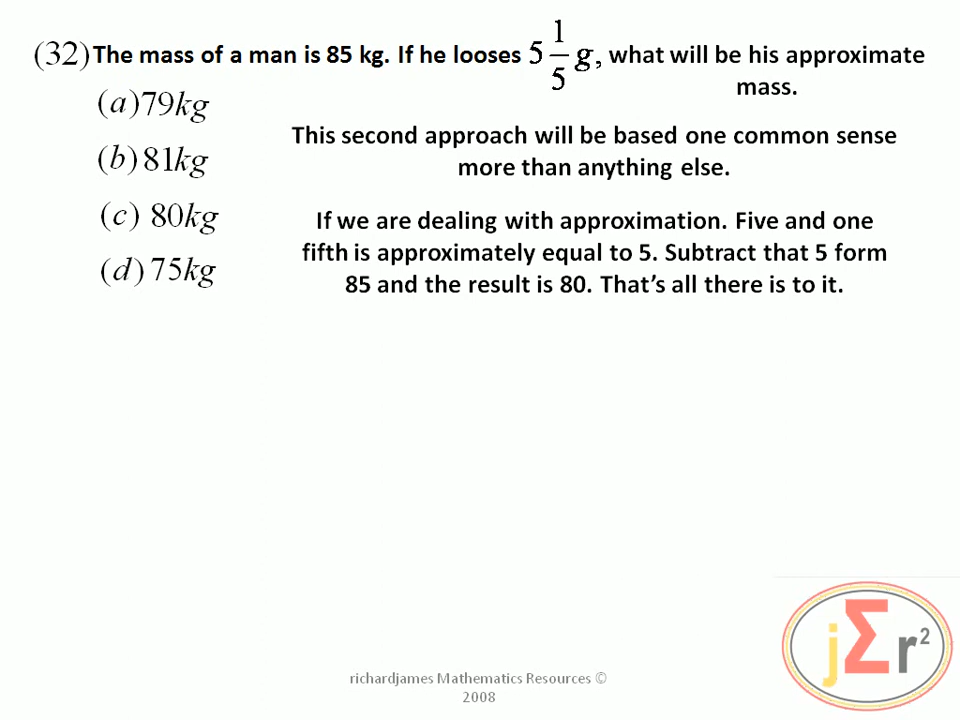 (32) The mass of a man is 85 kg. If he looses 5 1/5 g, what will be his approximate
mass.
(a) 79kg
(b) 81kg
(c) 80kg
(d) 75kg
This second approach will be based one common sense
more than anything else.
If we are dealing with approximation. Five and one
fifth is approximately equal to 5. Subtract that 5 form
85 and the result is 80. That’s all there is to it.
jΣr²
richardjames Mathematics Resources ©
2008